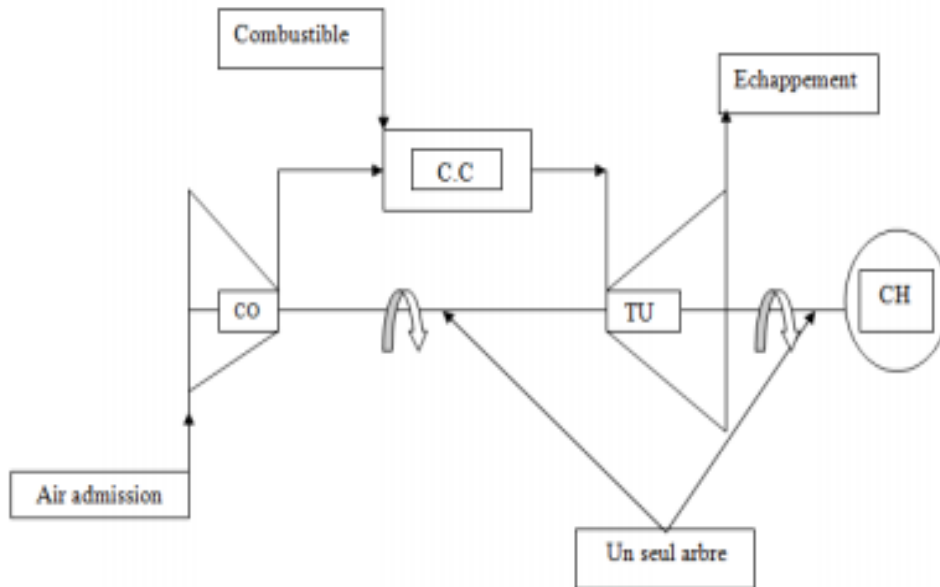 Combustible
Echappement
C.C
CO
TU
CH
Air admission
Un seul arbre